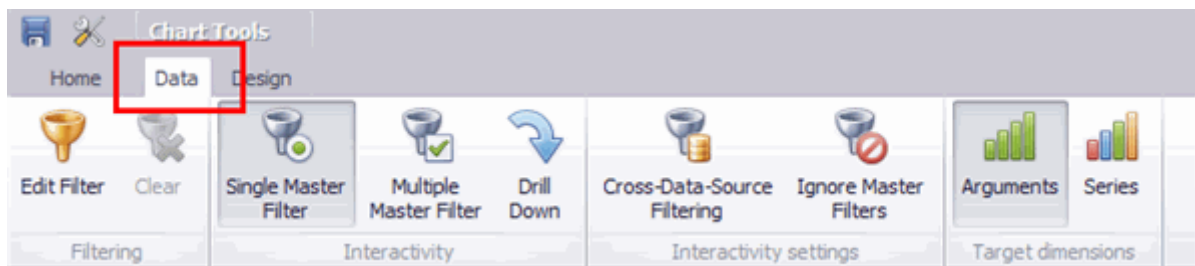 Chart Tools
Home Data Design
Edit Filter Clear Single Master Multiple Drill Cross-Data-Source Ignore Master Arguments Series
Filter Master Filter Down Filtering Filters
Filtering Interactivity Interactivity settings Target dimensions